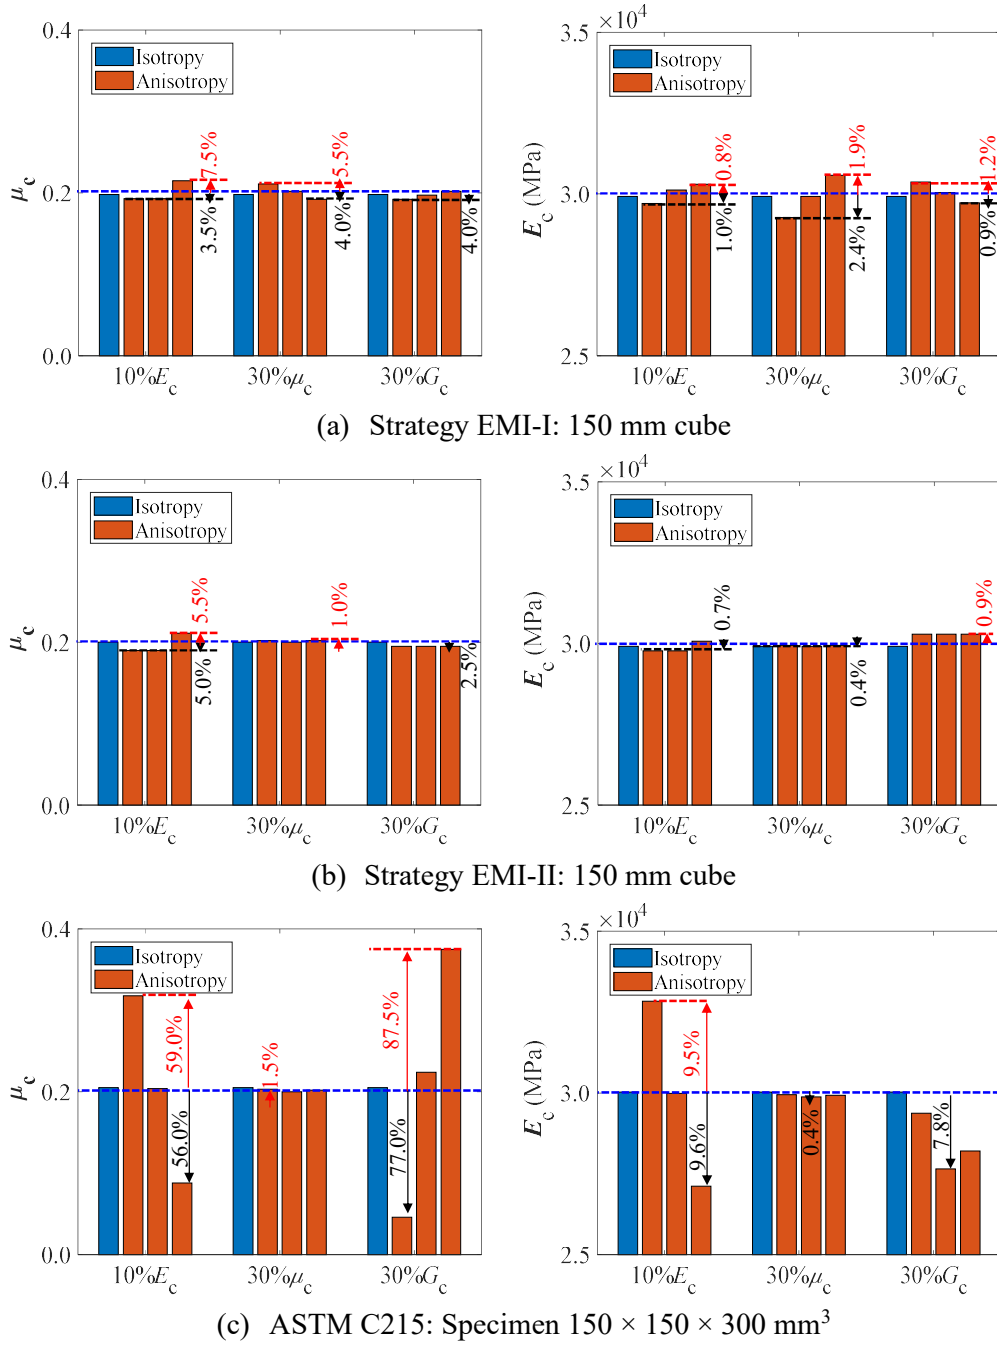 0.4
Isotropy
Anisotropy
7.5%
5.5%
μc
0.2
3.5%
4.0%
4.0%
0.0
10%Ec
30%μc
30%Gc
×10⁴
3.5
Isotropy
Anisotropy
0.8%
1.9%
1.2%
Ec (MPa)
3.0
1.0%
2.4%
0.9%
2.5
10%Ec
30%μc
30%Gc
(a) Strategy EMI-I: 150 mm cube
0.4
Isotropy
Anisotropy
5.5%
1.0%
μc
0.2
5.0%
2.5%
0.0
10%Ec
30%μc
30%Gc
×10⁴
3.5
Isotropy
Anisotropy
0.7%
0.9%
Ec (MPa)
3.0
0.4%
2.5
10%Ec
30%μc
30%Gc
(b) Strategy EMI-II: 150 mm cube
0.4
Isotropy
Anisotropy
59.0%
1.5%
87.5%
μc
0.2
56.0%
77.0%
0.0
10%Ec
30%μc
30%Gc
×10⁴
3.5
Isotropy
Anisotropy
9.5%
Ec (MPa)
3.0
9.6%
0.4%
7.8%
2.5
10%Ec
30%μc
30%Gc
(c) ASTM C215: Specimen 150 × 150 × 300 mm³